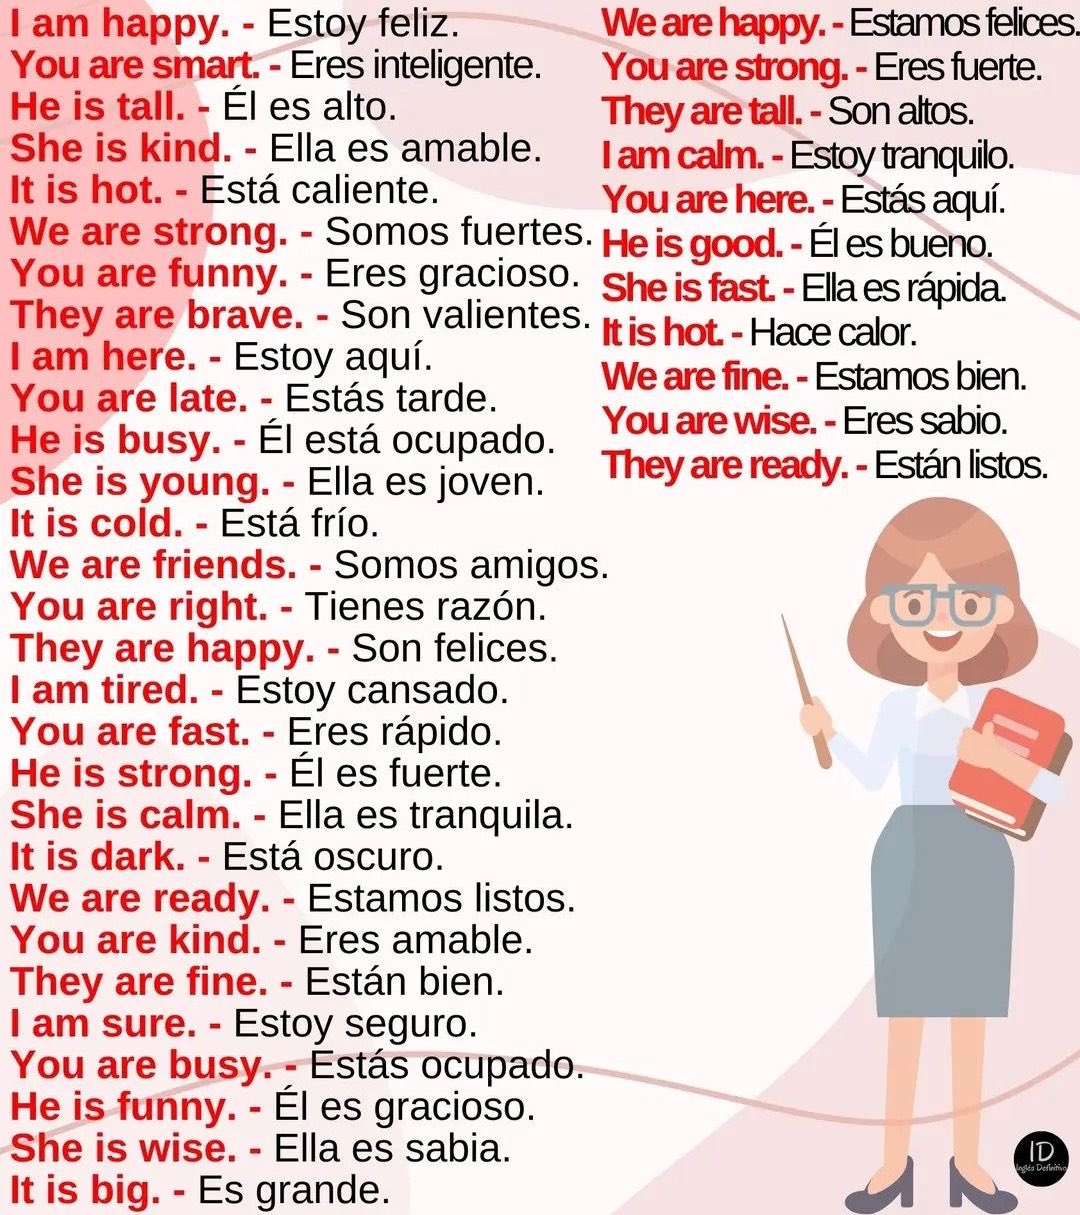 I am happy. - Estoy feliz.
You are smart. - Eres inteligente.
He is tall. - Él es alto.
She is kind. - Ella es amable.
It is hot. - Está caliente.
We are strong. - Somos fuertes.
You are funny. - Eres gracioso.
They are brave. - Son valientes.
I am here. - Estoy aquí.
You are late. - Estás tarde.
He is busy. - Él está ocupado.
She is young. - Ella es joven.
It is cold. - Está frío.
We are friends. - Somos amigos.
You are right. - Tienes razón.
They are happy. - Son felices.
I am tired. - Estoy cansado.
You are fast. - Eres rápido.
He is strong. - Él es fuerte.
She is calm. - Ella es tranquila.
It is dark. - Está oscuro.
We are ready. - Estamos listos.
You are kind. - Eres amable.
They are fine. - Están bien.
I am sure. - Estoy seguro.
You are busy. - Estás ocupado.
He is funny. - Él es gracioso.
She is wise. - Ella es sabia.
It is big. - Es grande.
We are happy. - Estamos felices.
You are strong. - Eres fuerte.
They are tall. - Son altos.
I am calm. - Estoy tranquilo.
You are here. - Estás aquí.
He is good. - Él es bueno.
She is fast. - Ella es rápida.
It is hot. - Hace calor.
We are fine. - Estamos bien.
You are wise. - Eres sabio.
They are ready. - Están listos.
ID
Inglés Definitivo